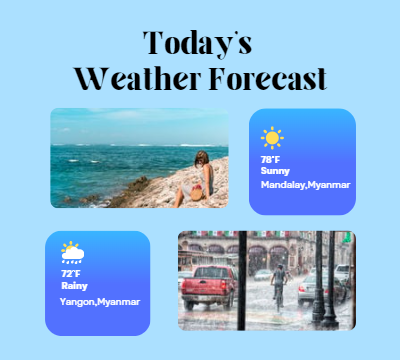 Today's
Weather Forecast
78°F
Sunny
Mandalay,Myanmar
72°F
Rainy
Yangon,Myanmar